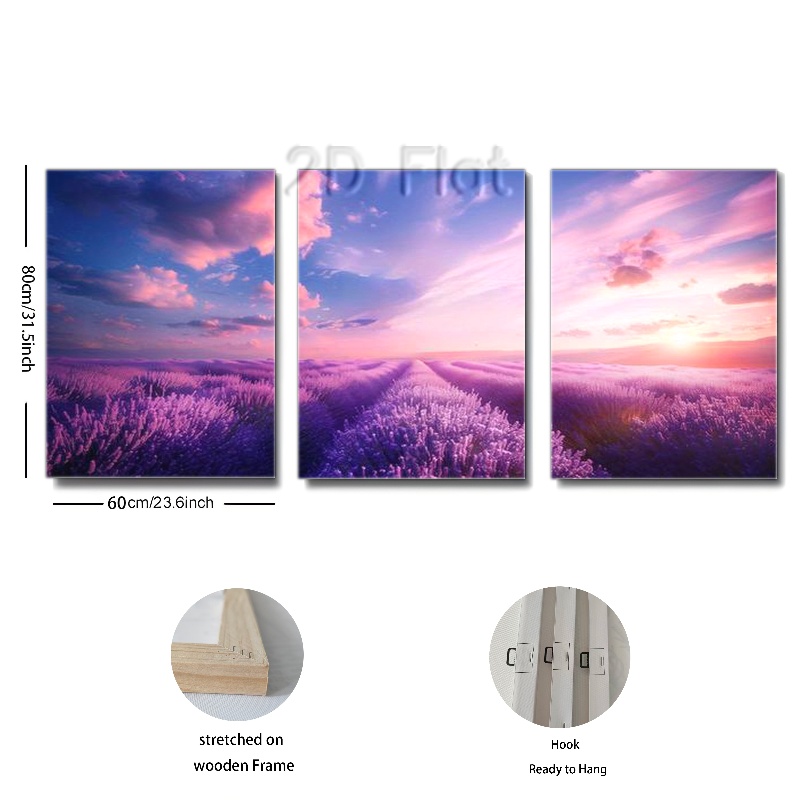 2D Flat
80cm/31.5inch
60cm/23.6inch
stretched on
wooden Frame
Hook
Ready to Hang